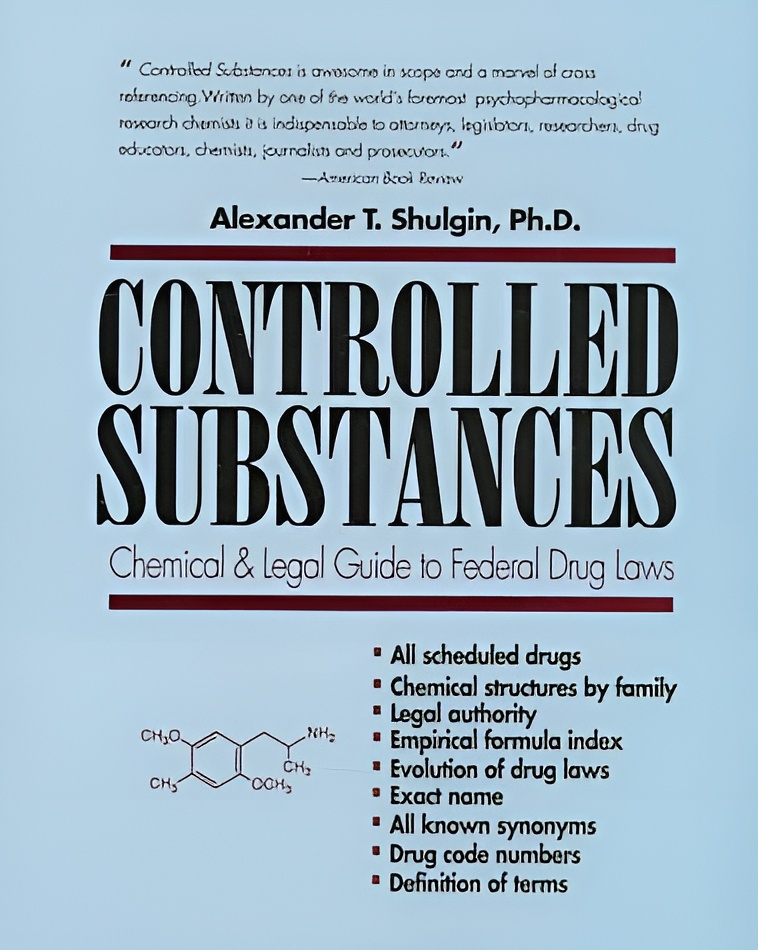 “ Controlled Substances is awesome in scope and a marvel of cross
referencing. Written by one of the world's foremost psychopharmacological
research chemists it is indispensable to attorneys, legislators, researchers, drug
educators, chemists, journalists and prosecutors.”
—American Book Review
Alexander T. Shulgin, Ph.D.
CONTROLLED
SUBSTANCES
Chemical & Legal Guide to Federal Drug Laws
▪ All scheduled drugs
▪ Chemical structures by family
▪ Legal authority
▪ Empirical formula index
▪ Evolution of drug laws
▪ Exact name
▪ All known synonyms
▪ Drug code numbers
▪ Definition of terms
CH₃O
NH₂
CH₃
CH₃
OCH₃